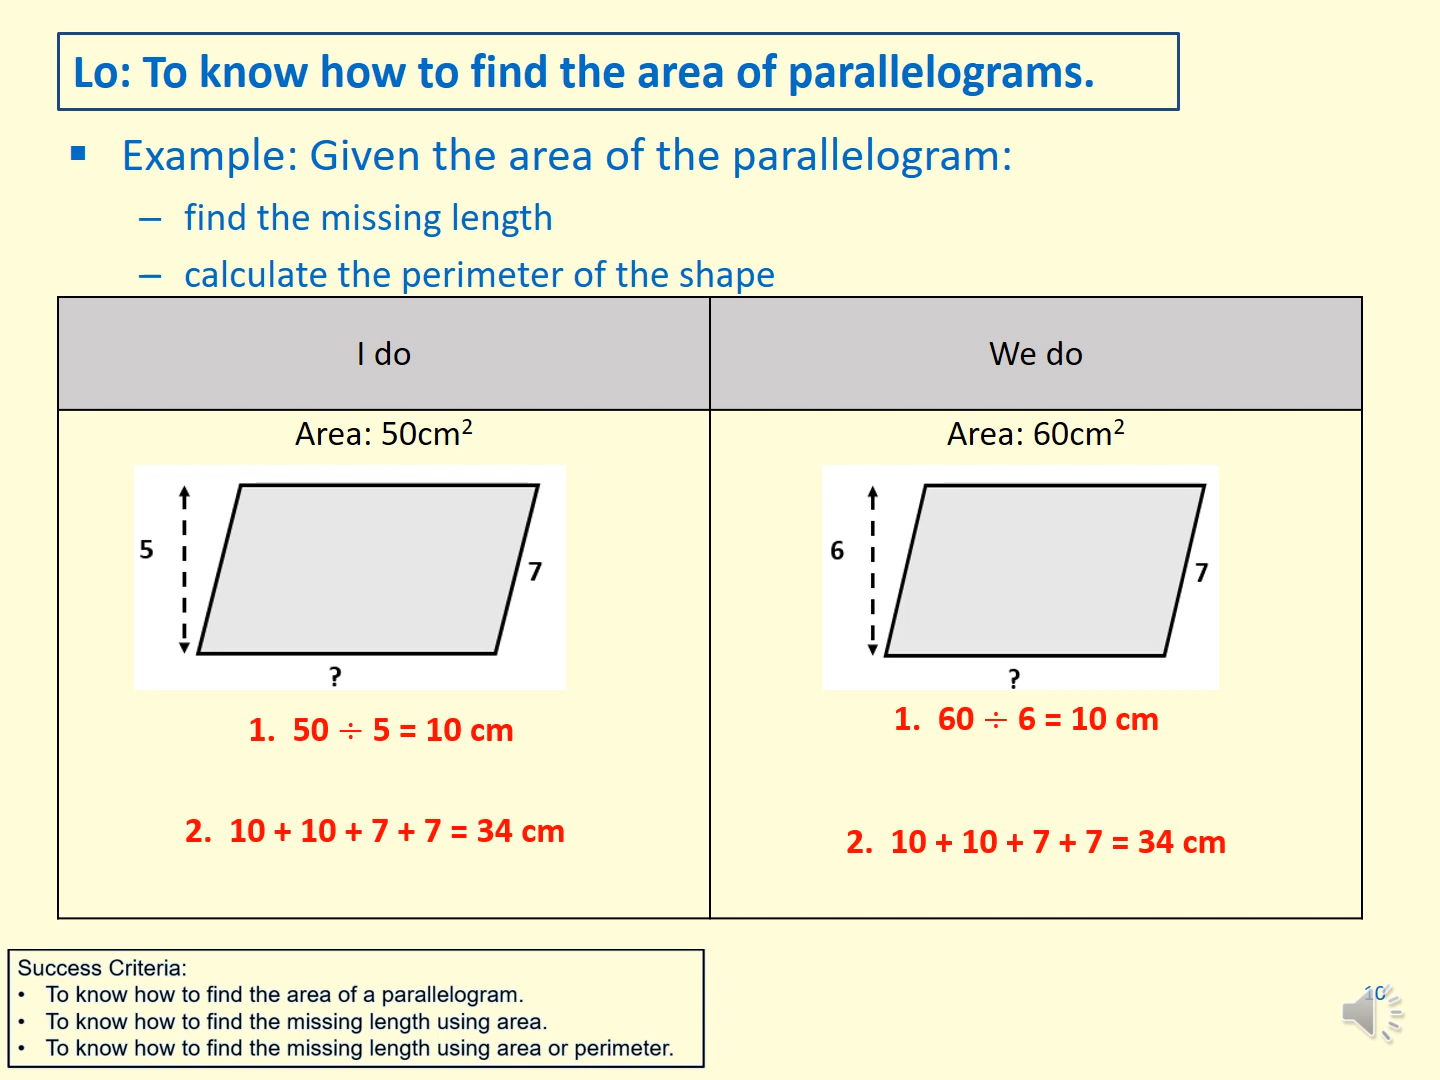 Lo: To know how to find the area of parallelograms.
▪ Example: Given the area of the parallelogram:
– find the missing length
– calculate the perimeter of the shape
I do
We do
Area: 50cm²
5
7
?
1. 50 ÷ 5 = 10 cm
2. 10 + 10 + 7 + 7 = 34 cm
Area: 60cm²
6
7
?
1. 60 ÷ 6 = 10 cm
2. 10 + 10 + 7 + 7 = 34 cm
Success Criteria:
• To know how to find the area of a parallelogram.
• To know how to find the missing length using area.
• To know how to find the missing length using area or perimeter.
10